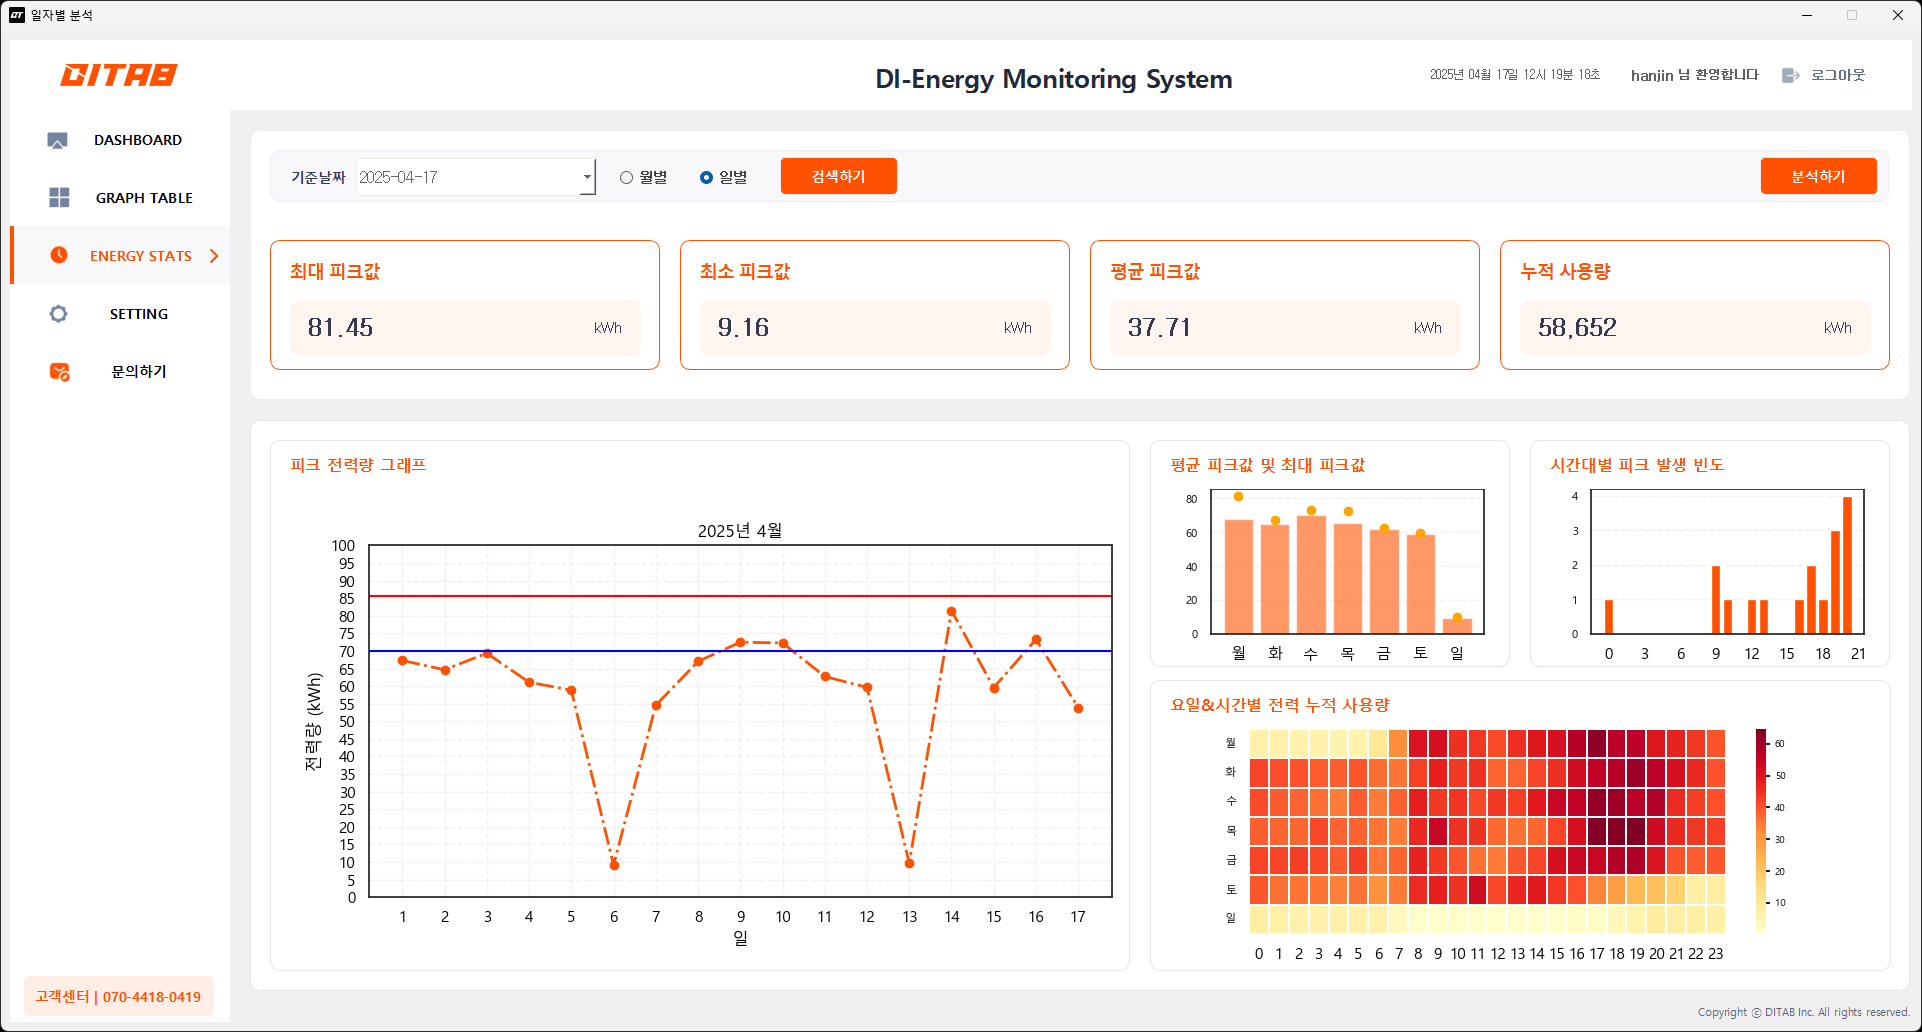 일자별 분석
DITAB
DI-Energy Monitoring System
2025년 04월 17일 12시 19분 18초
hanjin 님 환영합니다
로그아웃
DASHBOARD
GRAPH TABLE
ENERGY STATS
SETTING
문의하기
고객센터 | 070-4418-0419
기준날짜
2025-04-17
월별
일별
검색하기
분석하기
최대 피크값
81.45 kWh
최소 피크값
9.16 kWh
평균 피크값
37.71 kWh
누적 사용량
58,652 kWh
피크 전력량 그래프
2025년 4월
전력량 (kWh)
100
95
90
85
80
75
70
65
60
55
50
45
40
35
30
25
20
15
10
5
0
1 2 3 4 5 6 7 8 9 10 11 12 13 14 15 16 17
일
평균 피크값 및 최대 피크값
80
60
40
20
0
월 화 수 목 금 토 일
시간대별 피크 발생 빈도
4
3
2
1
0
0 3 6 9 12 15 18 21
요일&시간별 전력 누적 사용량
월
화
수
목
금
토
일
0 1 2 3 4 5 6 7 8 9 10 11 12 13 14 15 16 17 18 19 20 21 22 23
60
50
40
30
20
10
Copyright ⓒ DITAB Inc. All rights reserved.